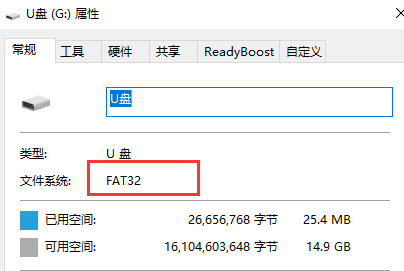 U盘 (G:) 属性
常规 工具 硬件 共享 ReadyBoost 自定义
U盘
类型: U 盘
文件系统: FAT32
已用空间: 26,656,768 字节 25.4 MB
可用空间: 16,104,603,648 字节 14.9 GB